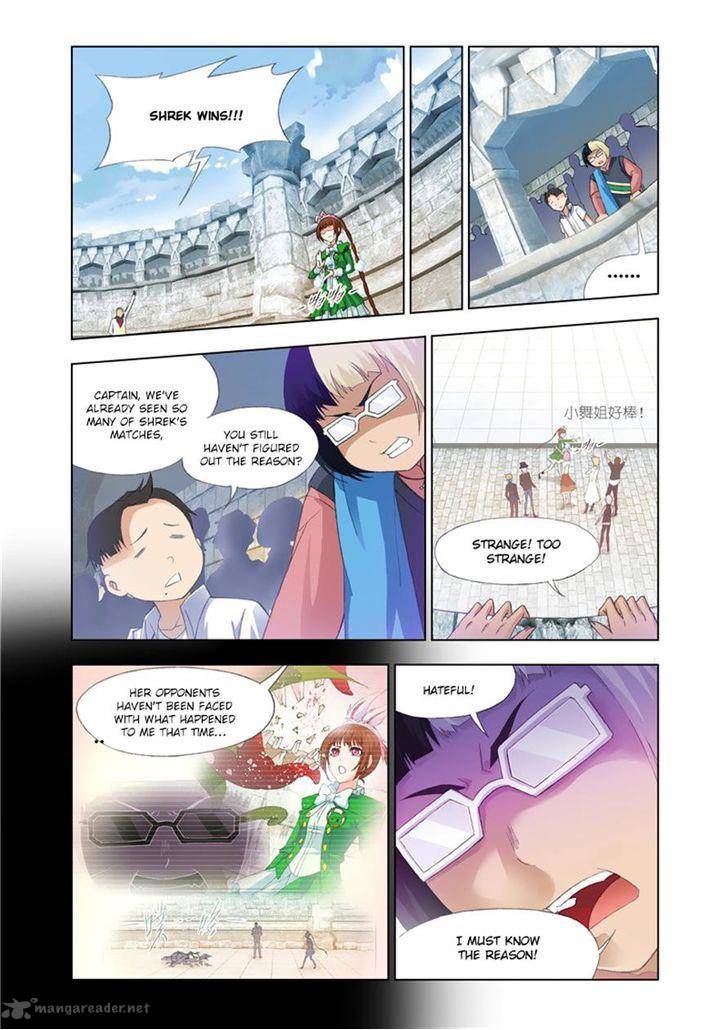 SHREK WINS!!!
......
CAPTAIN, WE'VE
ALREADY SEEN SO
MANY OF SHREK'S
MATCHES,
YOU STILL
HAVEN'T FIGURED
OUT THE REASON?
小舞姐好棒!
STRANGE! TOO
STRANGE!
HER OPPONENTS
HAVEN'T BEEN FACED
WITH WHAT HAPPENED
TO ME THAT TIME...
HATEFUL!
I MUST KNOW
THE REASON!
mangareader.net